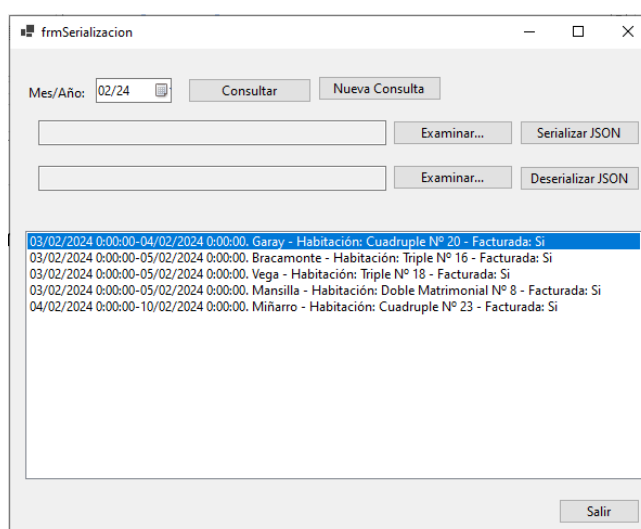 frmSerializacion
Mes/Año: 02/24 Consultar Nueva Consulta
Examinar... Serializar JSON
Examinar... Deserializar JSON
03/02/2024 0:00:00-04/02/2024 0:00:00. Garay - Habitación: Cuadruple Nº 20 - Facturada: Si
03/02/2024 0:00:00-05/02/2024 0:00:00. Bracamonte - Habitación: Triple Nº 16 - Facturada: Si
03/02/2024 0:00:00-05/02/2024 0:00:00. Vega - Habitación: Triple Nº 18 - Facturada: Si
03/02/2024 0:00:00-05/02/2024 0:00:00. Mansilla - Habitación: Doble Matrimonial Nº 8 - Facturada: Si
04/02/2024 0:00:00-10/02/2024 0:00:00. Miñarro - Habitación: Cuadruple Nº 23 - Facturada: Si
Salir